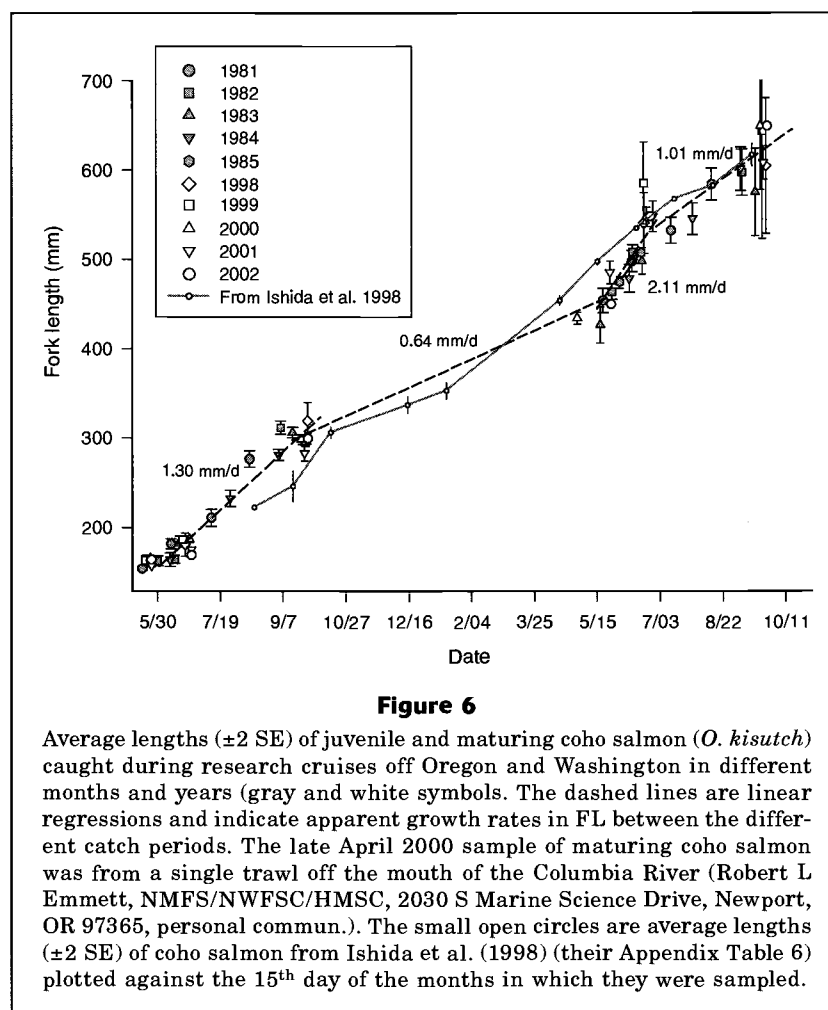 1981
1982
1983
1984
1985
1998
1999
2000
2001
2002
From Ishida et al. 1998
700
600
500
400
300
200
Fork length (mm)
1.01 mm/d
2.11 mm/d
0.64 mm/d
1.30 mm/d
5/30 7/19 9/7 10/27 12/16 2/04 3/25 5/15 7/03 8/22 10/11
Date
Figure 6
Average lengths (±2 SE) of juvenile and maturing coho salmon (O. kisutch)
caught during research cruises off Oregon and Washington in different
months and years (gray and white symbols. The dashed lines are linear
regressions and indicate apparent growth rates in FL between the differ-
ent catch periods. The late April 2000 sample of maturing coho salmon
was from a single trawl off the mouth of the Columbia River (Robert L
Emmett, NMFS/NWFSC/HMSC, 2030 S Marine Science Drive, Newport,
OR 97365, personal commun.). The small open circles are average lengths
(±2 SE) of coho salmon from Ishida et al. (1998) (their Appendix Table 6)
plotted against the 15th day of the months in which they were sampled.